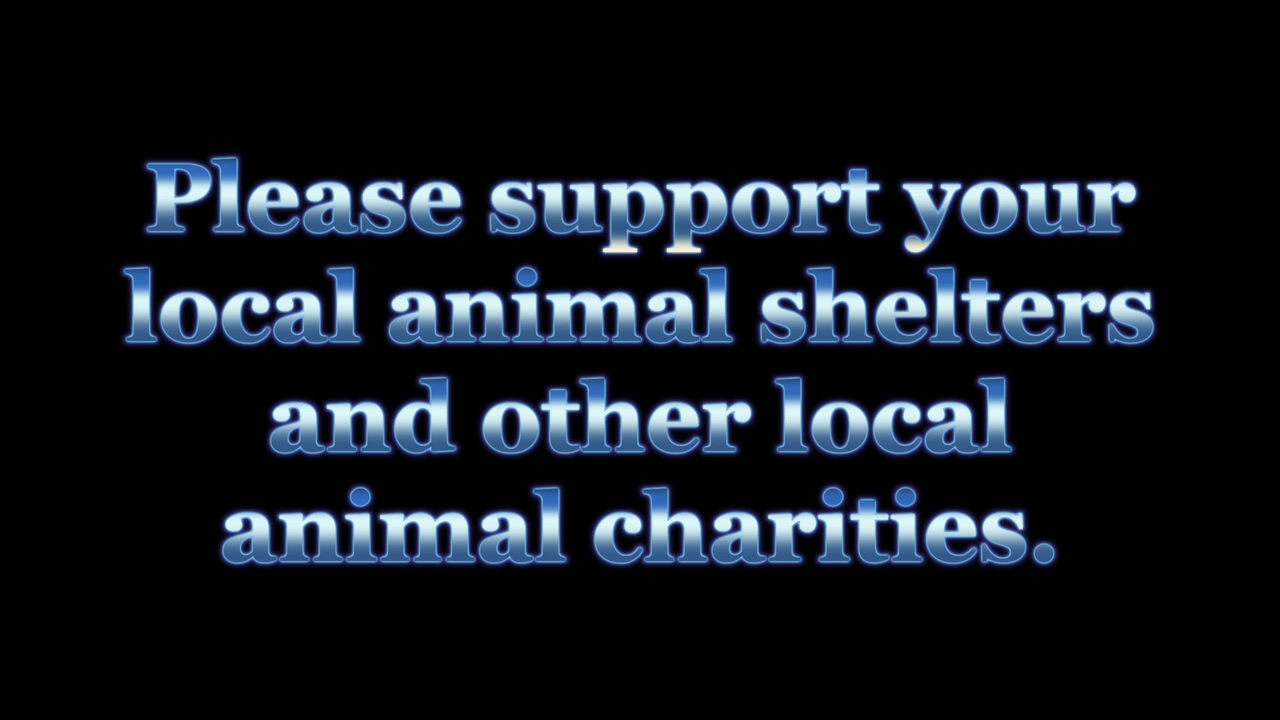 Please support your
local animal shelters
and other local
animal charities.